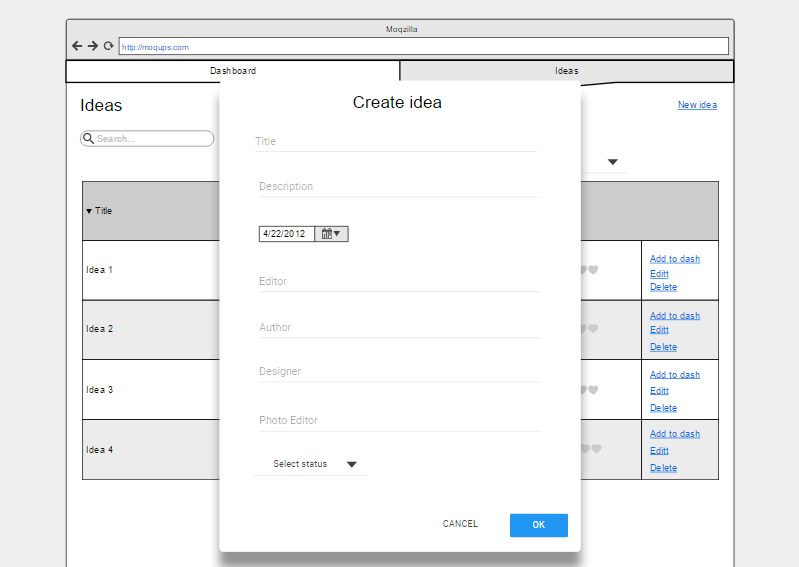 Moqzilla
http://moqups.com
Dashboard
Ideas
Ideas
Create idea
New idea
Search...
Title
Description
Title
4/22/2012
Idea 1
Add to dash
Editt
Delete
Editor
Idea 2
Add to dash
Editt
Delete
Author
Designer
Idea 3
Add to dash
Editt
Delete
Photo Editor
Idea 4
Add to dash
Editt
Delete
Select status
CANCEL
OK